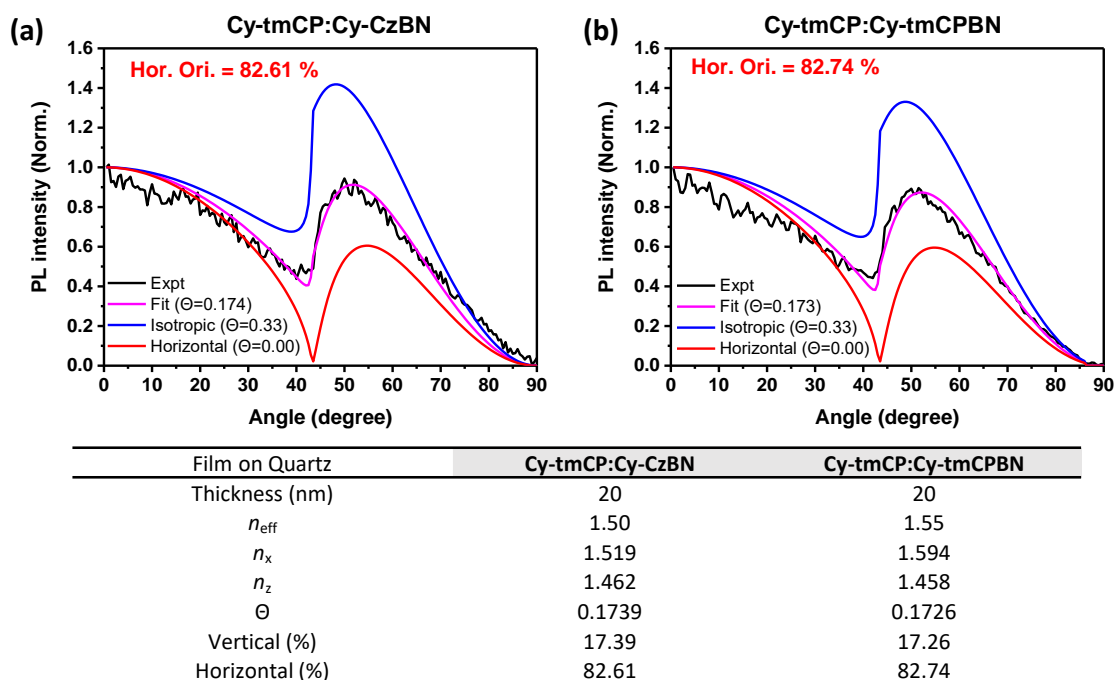 (a)
Cy-tmCP:Cy-CzBN
Hor. Ori. = 82.61 %
PL intensity (Norm.)
1.6
1.4
1.2
1.0
0.8
0.6
0.4
0.2
0.0
Expt
Fit (Θ=0.174)
Isotropic (Θ=0.33)
Horizontal (Θ=0.00)
0 10 20 30 40 50 60 70 80 90
Angle (degree)
(b)
Cy-tmCP:Cy-tmCPBN
Hor. Ori. = 82.74 %
PL intensity (Norm.)
1.6
1.4
1.2
1.0
0.8
0.6
0.4
0.2
0.0
Expt
Fit (Θ=0.173)
Isotropic (Θ=0.33)
Horizontal (Θ=0.00)
0 10 20 30 40 50 60 70 80 90
Angle (degree)
Film on Quartz Cy-tmCP:Cy-CzBN Cy-tmCP:Cy-tmCPBN
Thickness (nm) 20 20
neff 1.50 1.55
nx 1.519 1.594
nz 1.462 1.458
Θ 0.1739 0.1726
Vertical (%) 17.39 17.26
Horizontal (%) 82.61 82.74